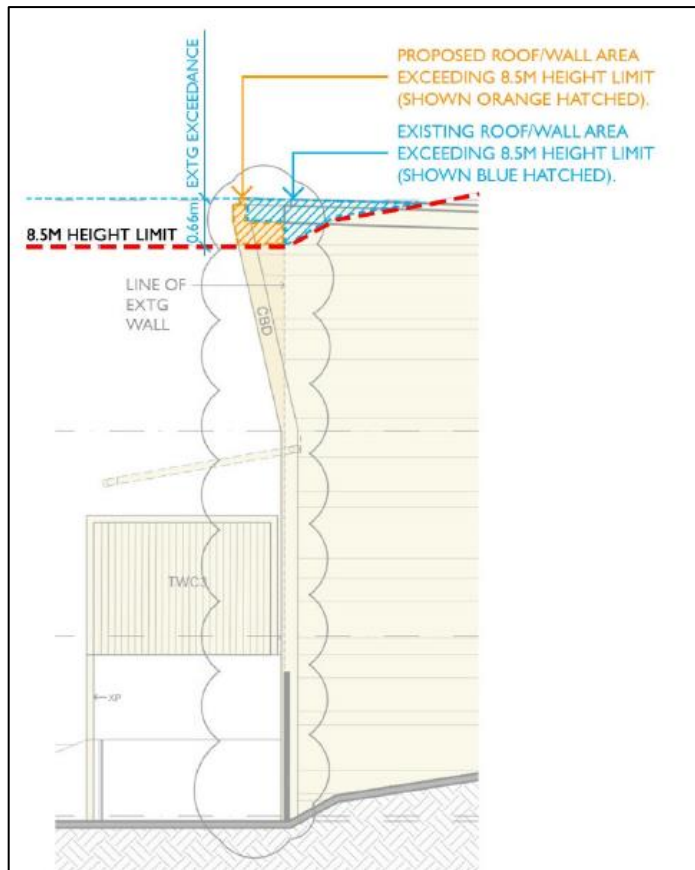 PROPOSED ROOF/WALL AREA
EXCEEDING 8.5M HEIGHT LIMIT
(SHOWN ORANGE HATCHED).
EXISTING ROOF/WALL AREA
EXCEEDING 8.5M HEIGHT LIMIT
(SHOWN BLUE HATCHED).
0.66m EXTG EXCEEDANCE
8.5M HEIGHT LIMIT
LINE OF
EXTG
WALL
CBD
TWC3
XP